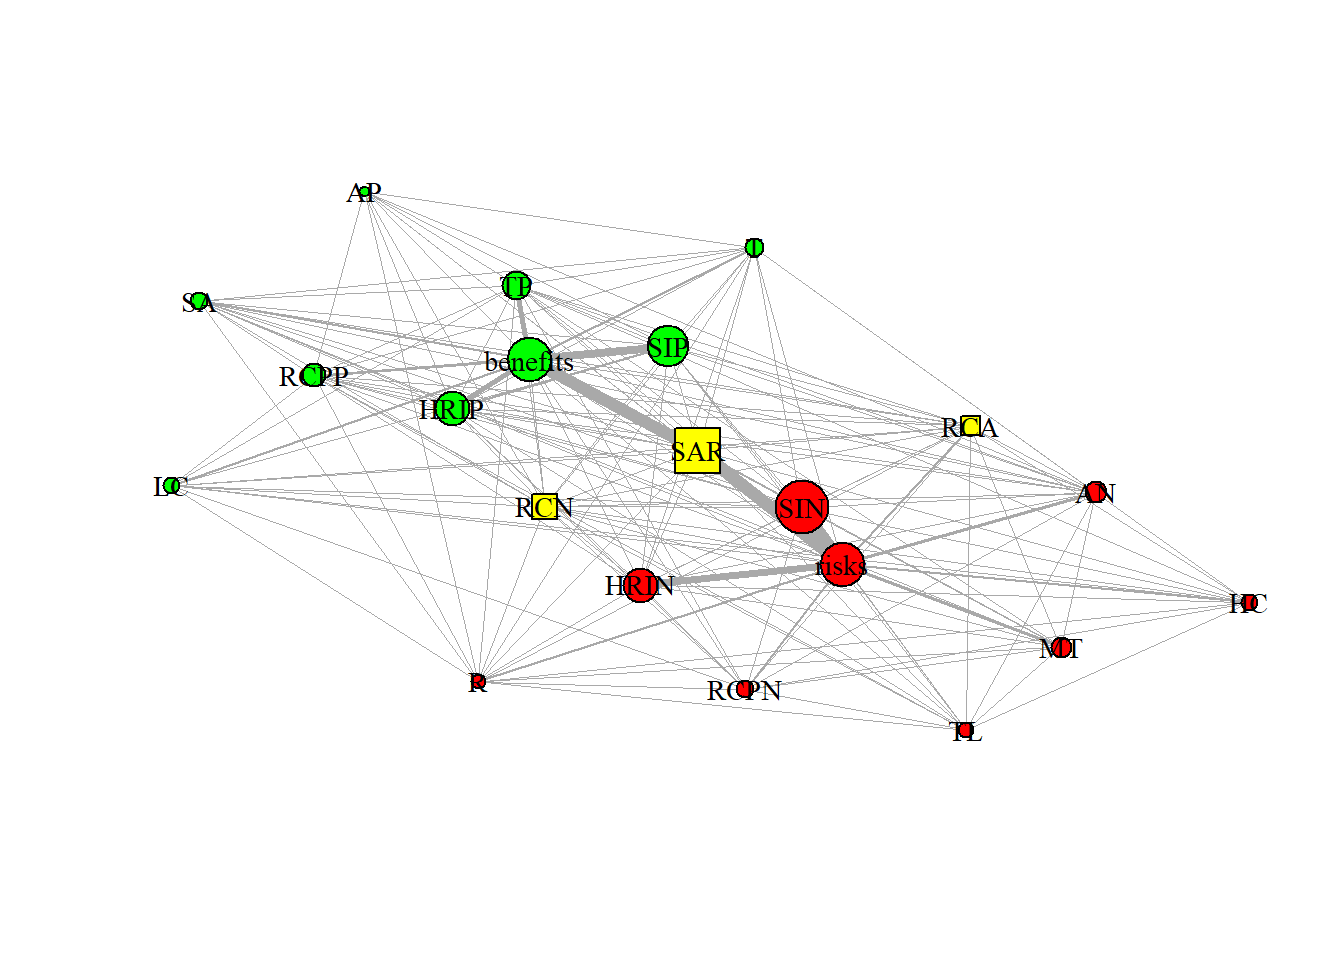 AP
TP
SA
SIP
benefits
RCPP
HRIP
RCA
SAR
LC
AN
RCN
SIN
risks
HRIN
HC
MT
R
RCPN
TL